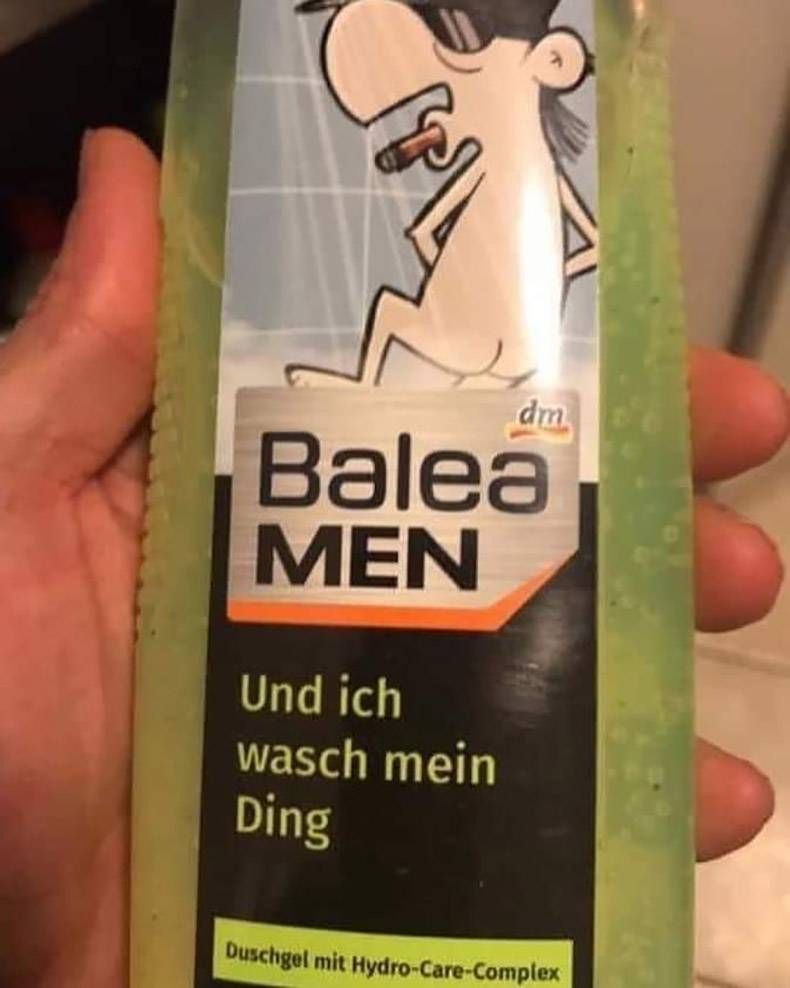 dm
Balea
MEN
Und ich
wasch mein
Ding
Duschgel mit Hydro-Care-Complex